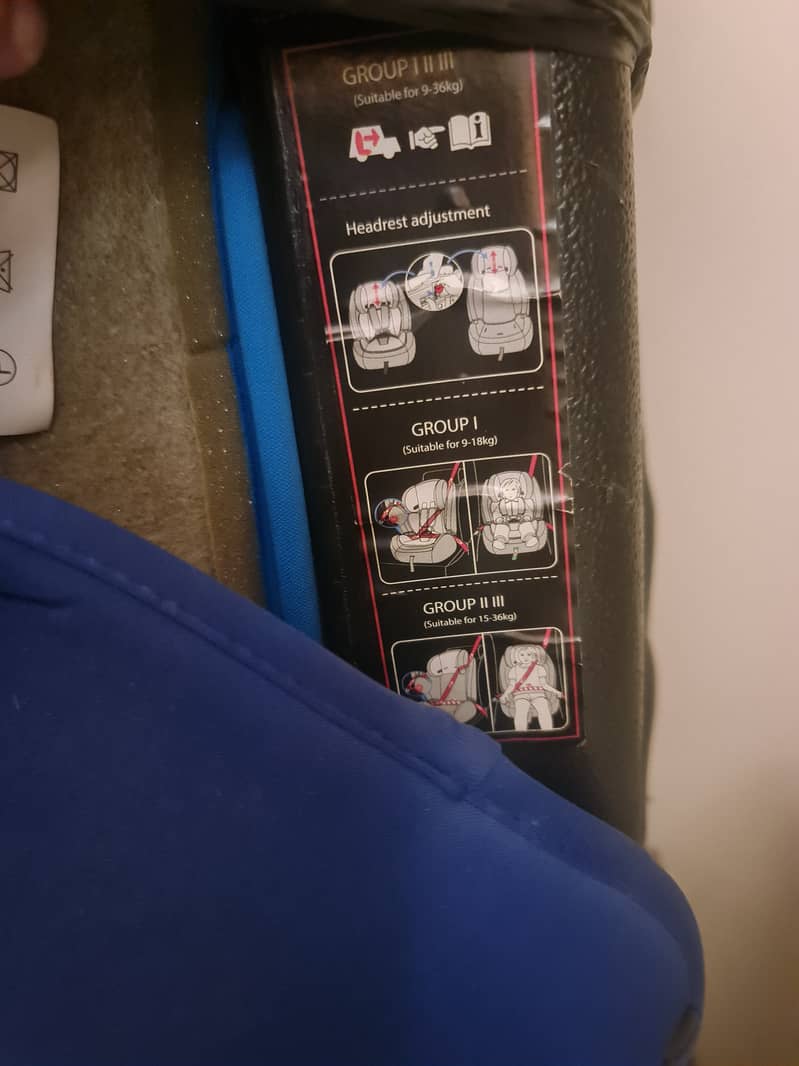 GROUP I II III
(Suitable for 9-36kg)
Headrest adjustment
GROUP I
(Suitable for 9-18kg)
GROUP II III
(Suitable for 15-36kg)